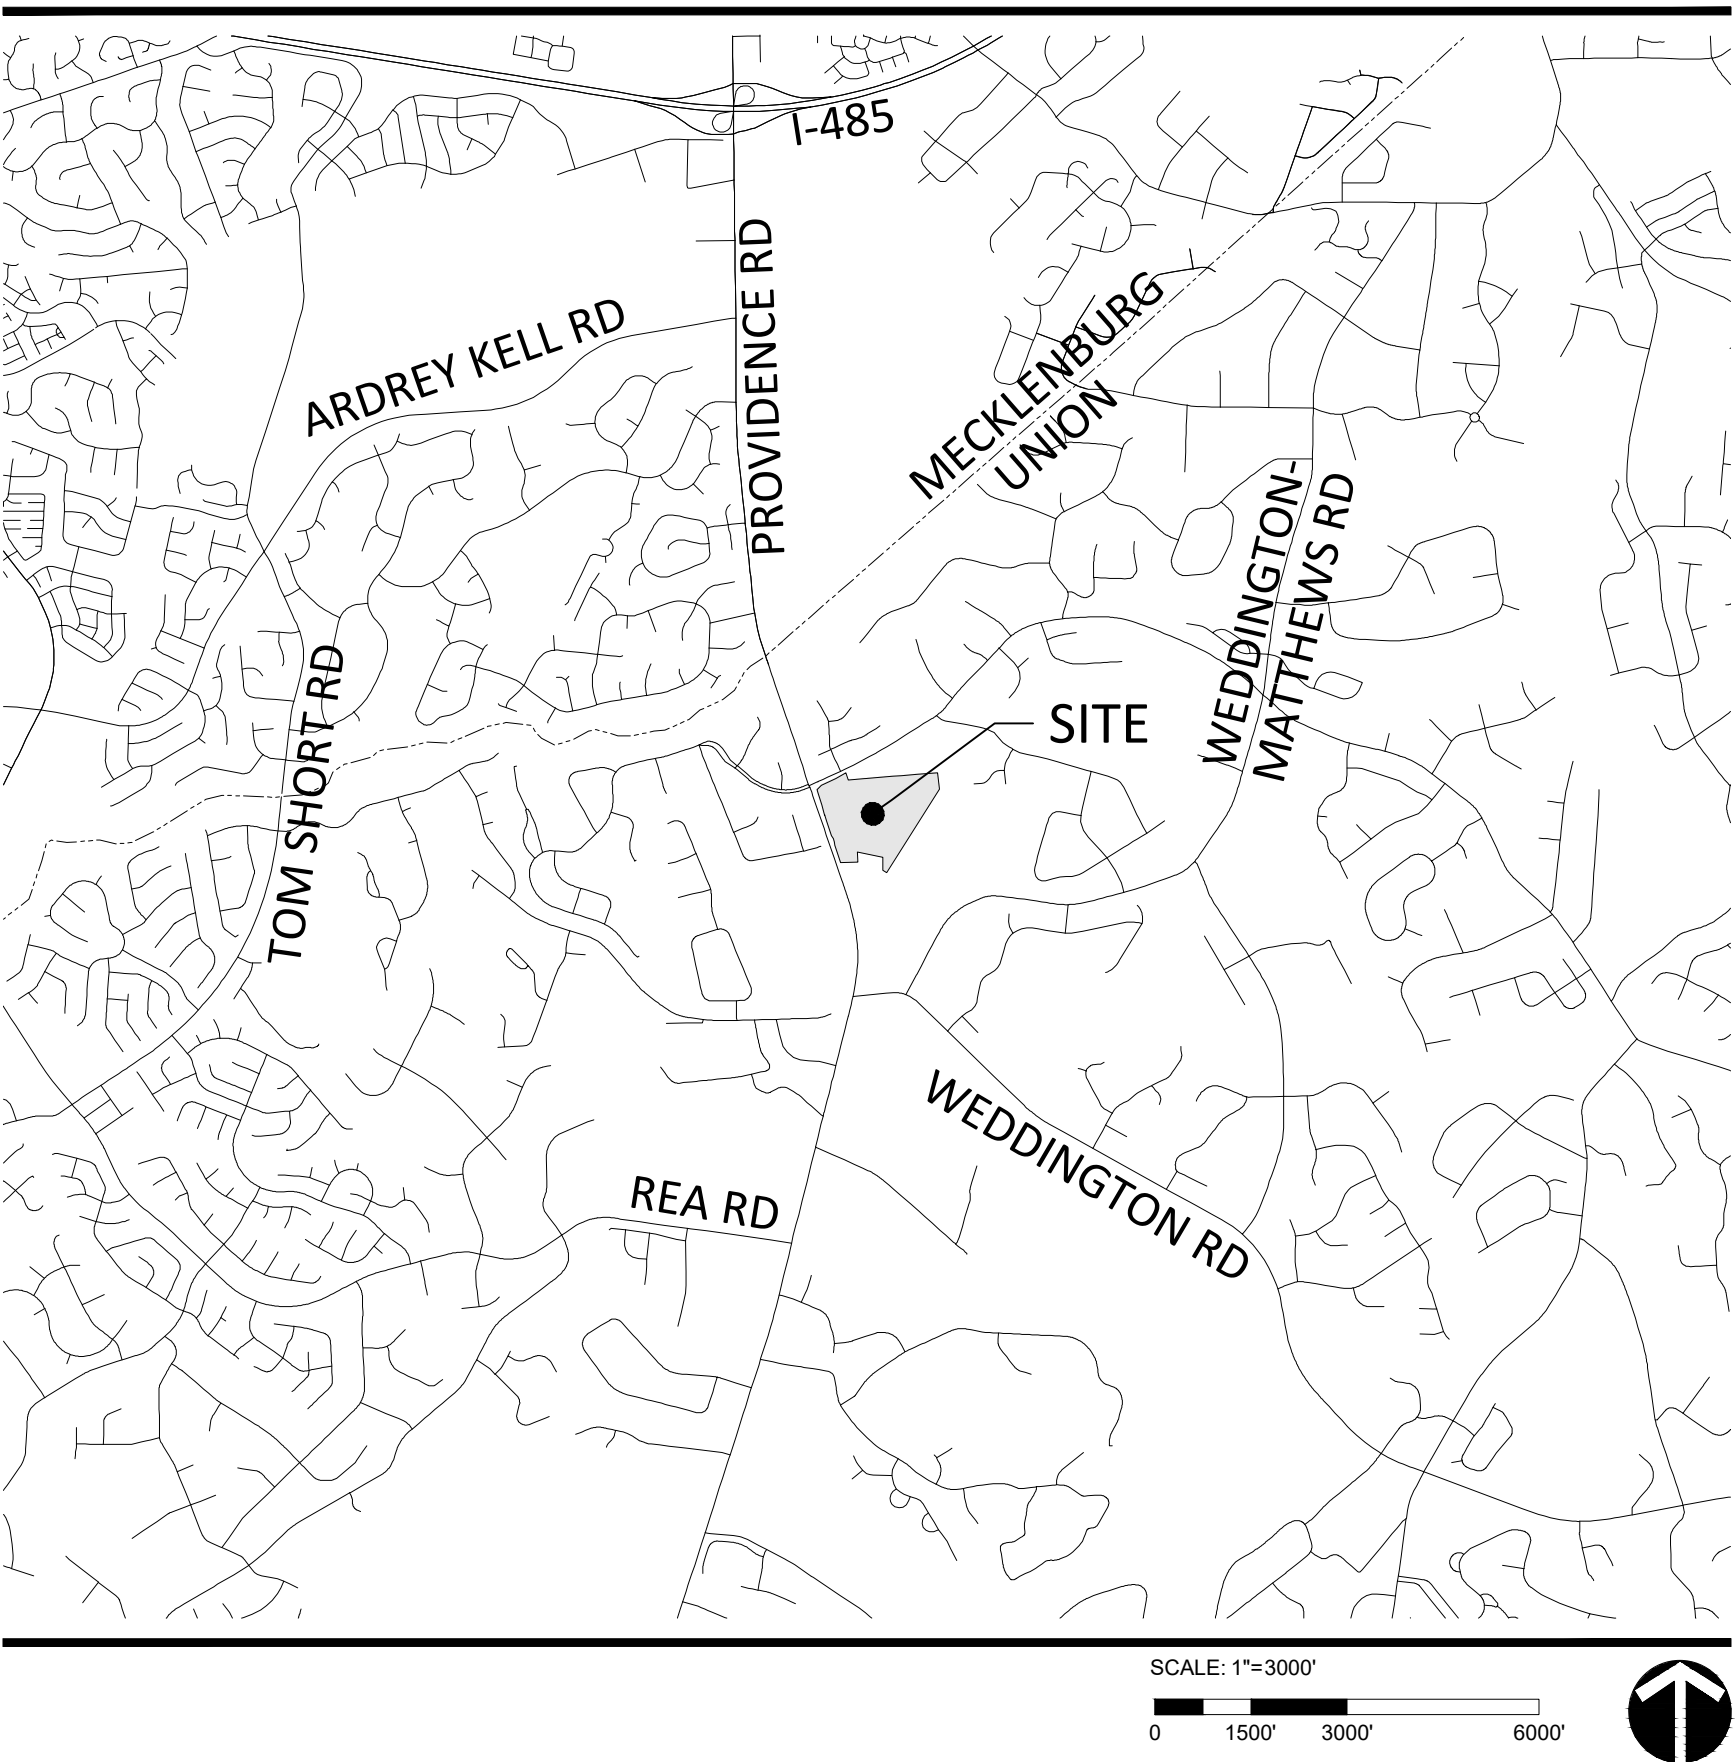 I-485
PROVIDENCE RD
ARDREY KELL RD
MECKLENBURG
UNION
WEDDINGTON-
MATTHEWS RD
SITE
TOM SHORT RD
WEDDINGTON RD
REA RD
SCALE: 1"=3000'
0 1500' 3000' 6000'